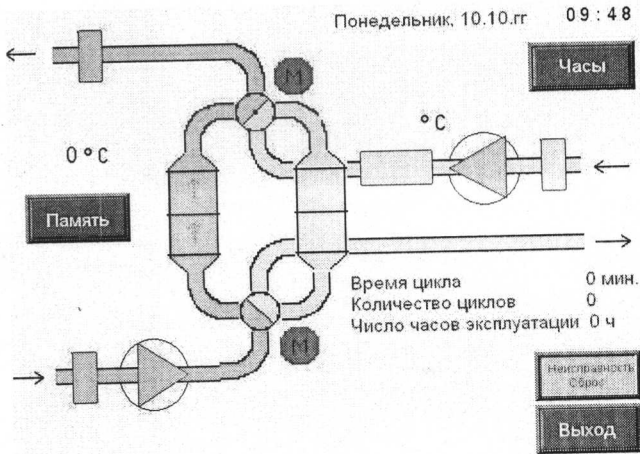 Понедельник, 10.10.гг 09:48
M
Часы
°C
0°C
Память
Время цикла 0 мин.
Количество циклов 0
Число часов эксплуатации 0 ч
M
Неисправность
Сброс
Выход